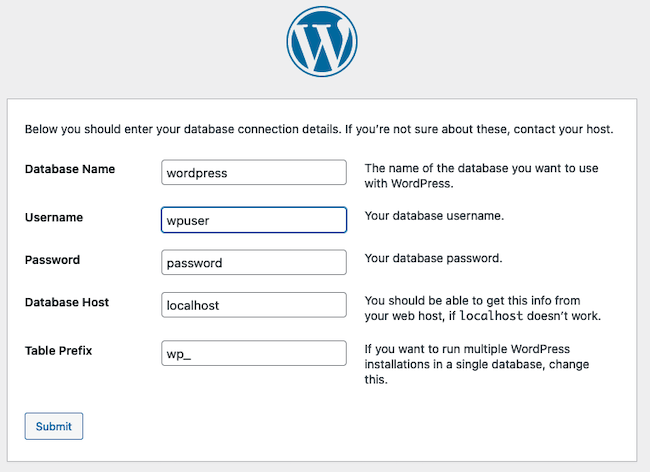 Below you should enter your database connection details. If you’re not sure about these, contact your host.
Database Name
wordpress
The name of the database you want to use
with WordPress.
Username
wpuser
Your database username.
Password
password
Your database password.
Database Host
localhost
You should be able to get this info from
your web host, if localhost doesn’t work.
Table Prefix
wp_
If you want to run multiple WordPress
installations in a single database, change
this.
Submit